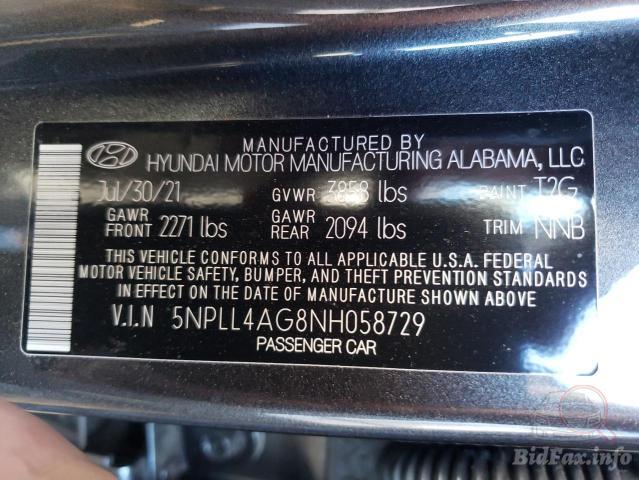 MANUFACTURED BY
HYUNDAI MOTOR MANUFACTURING ALABAMA, LLC
Jul/30/21 GVWR 3858 lbs PAINT T2G
GAWR FRONT 2271 lbs GAWR REAR 2094 lbs TRIM NNB
THIS VEHICLE CONFORMS TO ALL APPLICABLE U.S.A. FEDERAL
MOTOR VEHICLE SAFETY, BUMPER, AND THEFT PREVENTION STANDARDS
IN EFFECT ON THE DATE OF MANUFACTURE SHOWN ABOVE
V.I.N 5NPLL4AG8NH058729
PASSENGER CAR
BidFax.info